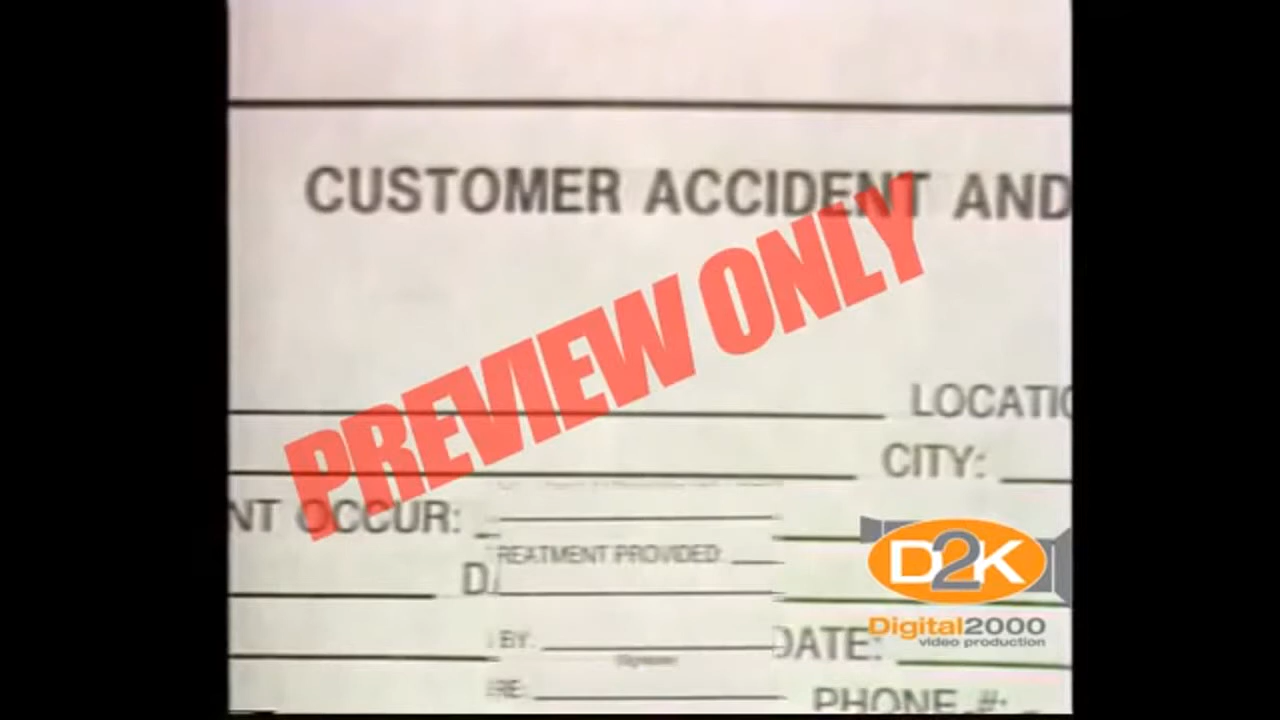 CUSTOMER ACCIDENT AND
PREVIEW ONLY
LOCATIO
CITY:
NT OCCUR:
REATMENT PROVIDED:
D
BY:
DATE:
RE:
PHONE #:
D2K
Digital2000
video production